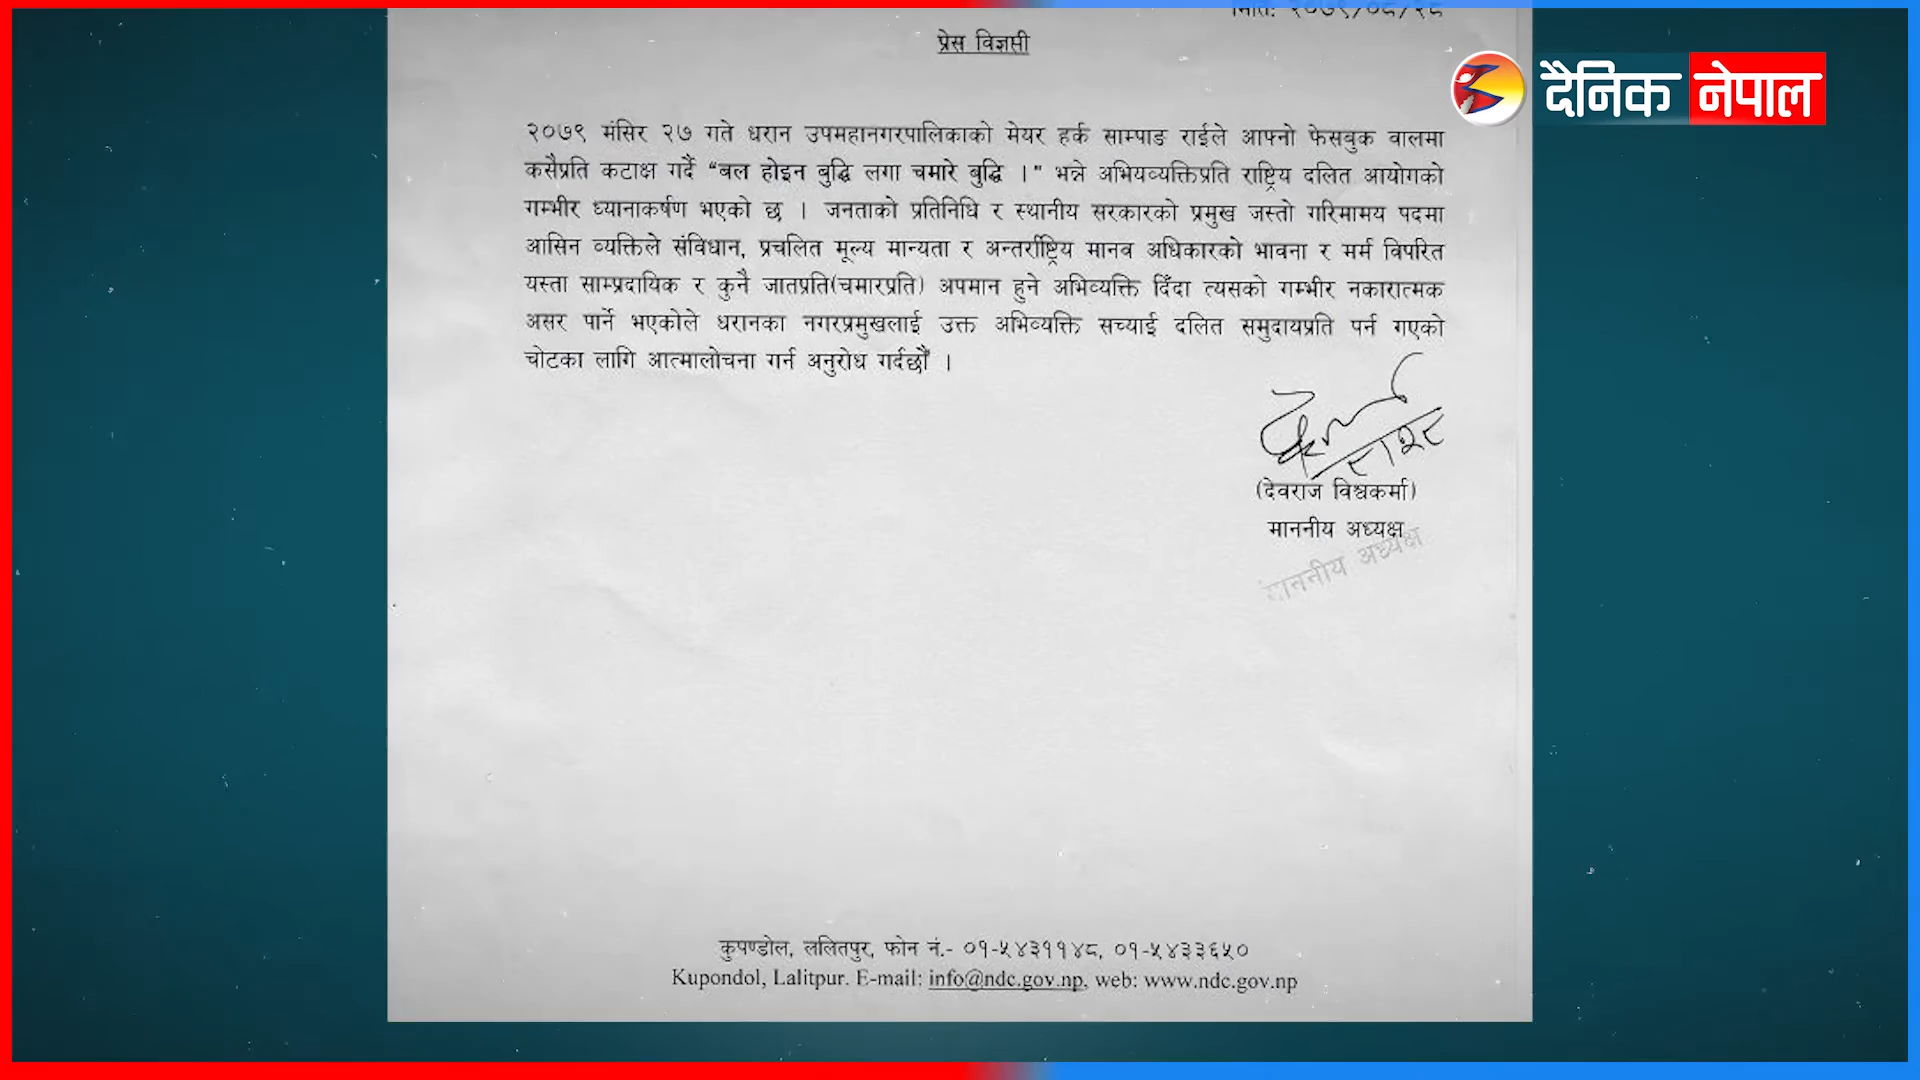 मिति: २०७९/०८/२८
प्रेस विज्ञप्ती
दैनिक नेपाल
२०७९ मंसिर २७ गते धरान उपमहानगरपालिकाको मेयर हर्क साम्पाङ राईले आफ्नो फेसबुक वालमा
कसैप्रति कटाक्ष गर्दै “बल होइन बुद्धि लगा चमारे बुद्धि ।” भन्ने अभियव्यक्तिप्रति राष्ट्रिय दलित आयोगको
गम्भीर ध्यानाकर्षण भएको छ । जनताको प्रतिनिधि र स्थानीय सरकारको प्रमुख जस्तो गरिमामय पदमा
आसिन व्यक्तिले संविधान, प्रचलित मूल्य मान्यता र अन्तर्राष्ट्रिय मानव अधिकारको भावना र मर्म विपरित
यस्ता साम्प्रदायिक र कुनै जातप्रति(चमारप्रति) अपमान हुने अभिव्यक्ति दिँदा त्यसको गम्भीर नकारात्मक
असर पार्ने भएकोले धरानका नगरप्रमुखलाई उक्त अभिव्यक्ति सच्याई दलित समुदायप्रति पर्न गएको
चोटका लागि आत्मालोचना गर्न अनुरोध गर्दछौँ ।
(देवराज विश्वकर्मा)
माननीय अध्यक्ष
माननीय अध्यक्ष
कुपण्डोल, ललितपुर, फोन नं.- ०१-५४३११४८, ०१-५४३३६५०
Kupondol, Lalitpur. E-mail: info@ndc.gov.np, web: www.ndc.gov.np